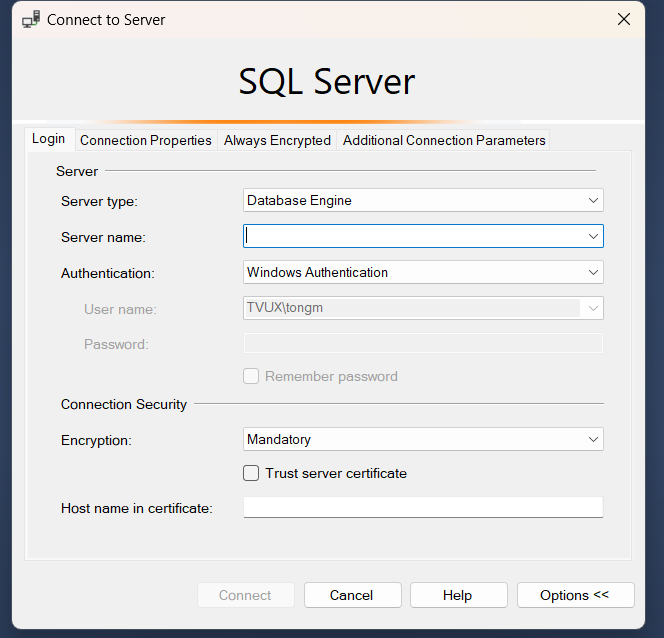 Connect to Server
SQL Server
Login Connection Properties Always Encrypted Additional Connection Parameters
Server
Server type: Database Engine
Server name:
Authentication: Windows Authentication
User name: TVUX\tongm
Password:
Remember password
Connection Security
Encryption: Mandatory
Trust server certificate
Host name in certificate:
Connect Cancel Help Options <<